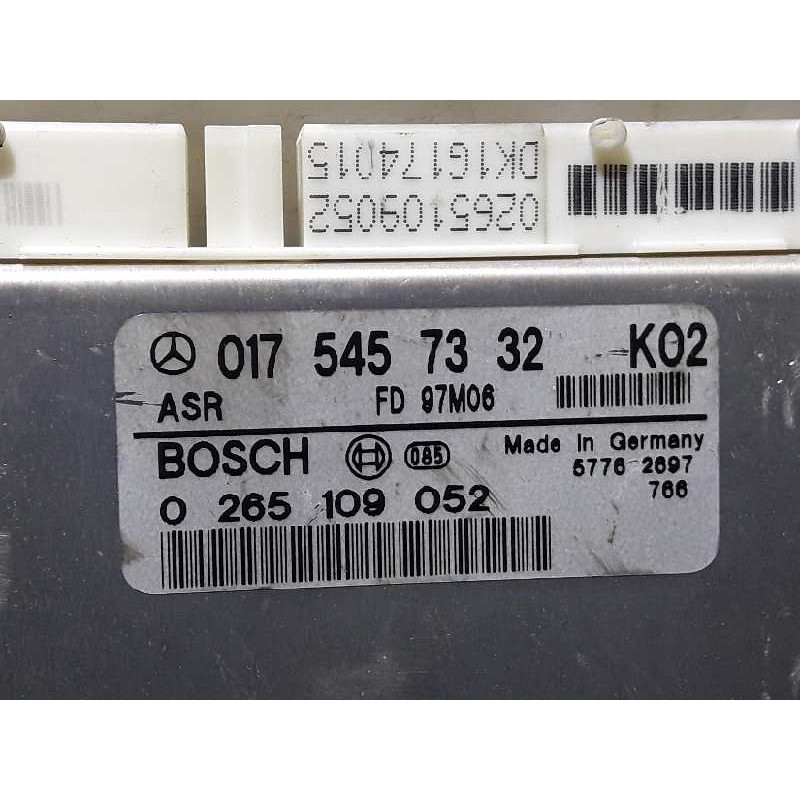 DK16174015
0265109052
017 545 73 32 K02
ASR FD 97M06
BOSCH 085 Made in Germany
5776 2697
0 265 109 052 766